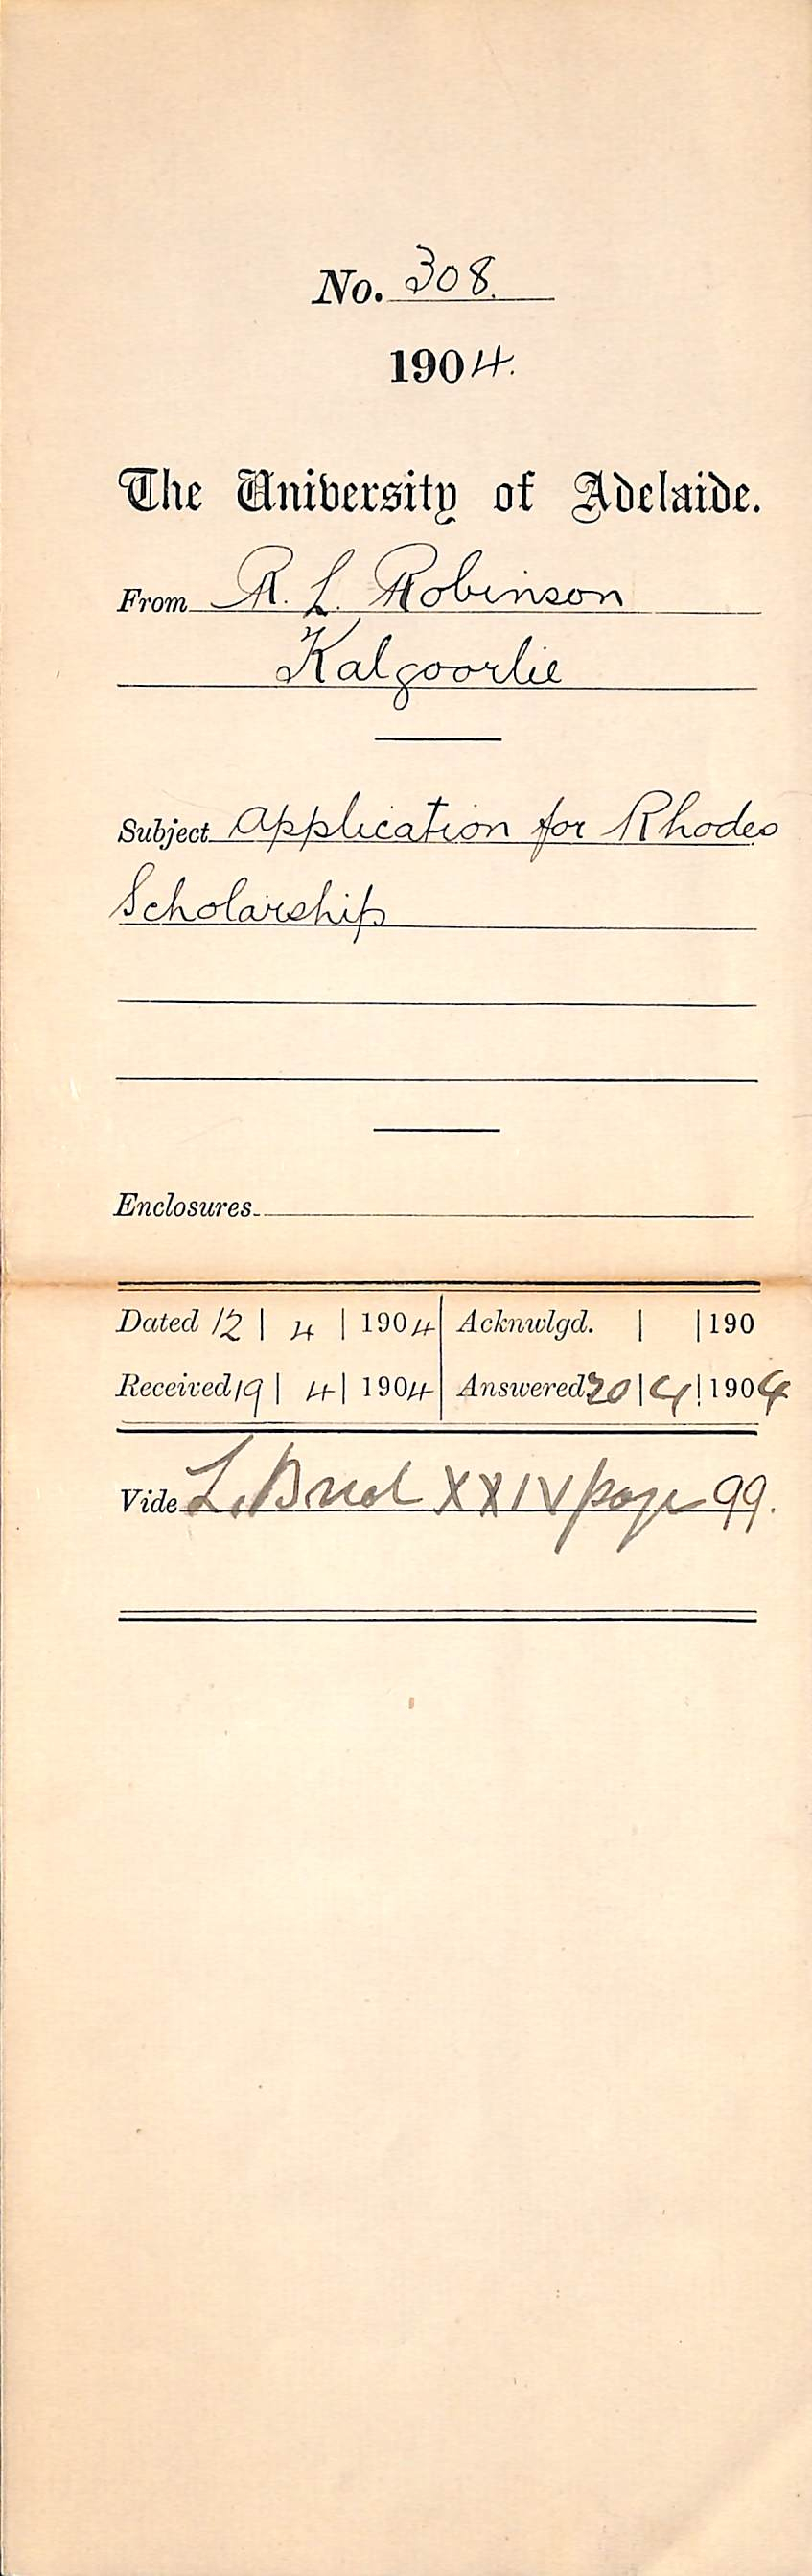 No. 308.
1904.
The University of Adelaide.
From R. L. Robinson
Kalgoorlie
Subject Application for Rhodes
Scholarship
Enclosures
Dated 12 | 4 | 1904 Acknwlgd. | | 190
Received 19 | 4 | 1904 Answered 20 | 4 | 1904
Vide L. XXIV page 99.